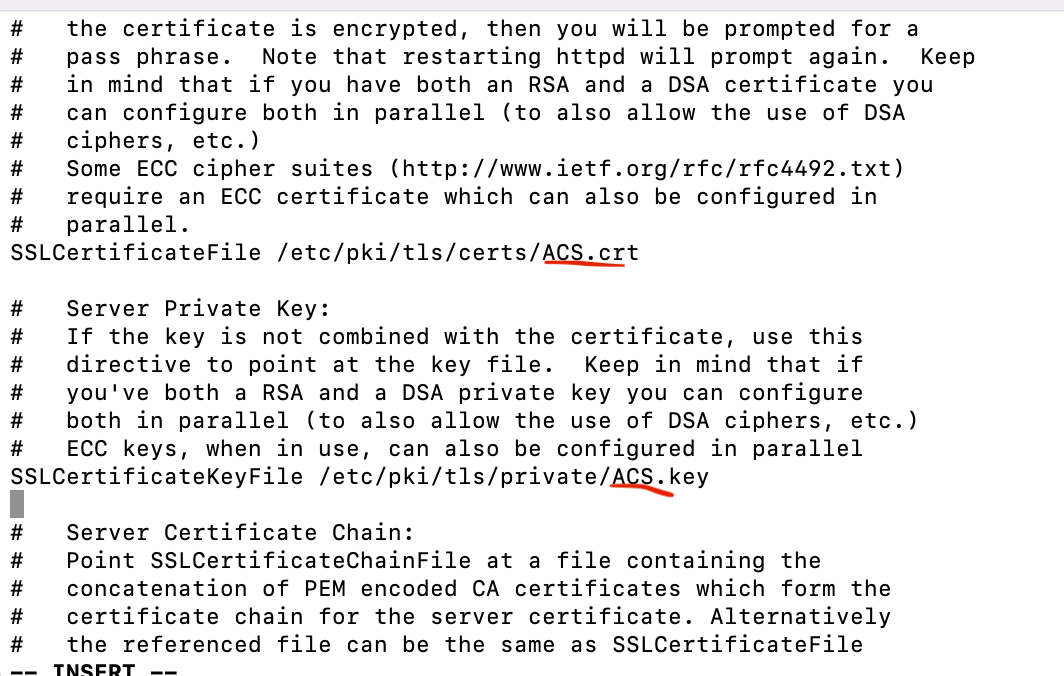 #   the certificate is encrypted, then you will be prompted for a
#   pass phrase.  Note that restarting httpd will prompt again.  Keep
#   in mind that if you have both an RSA and a DSA certificate you
#   can configure both in parallel (to also allow the use of DSA
#   ciphers, etc.)
#   Some ECC cipher suites (http://www.ietf.org/rfc/rfc4492.txt)
#   require an ECC certificate which can also be configured in
#   parallel.
SSLCertificateFile /etc/pki/tls/certs/ACS.crt
#   Server Private Key:
#   If the key is not combined with the certificate, use this
#   directive to point at the key file.  Keep in mind that if
#   you've both a RSA and a DSA private key you can configure
#   both in parallel (to also allow the use of DSA ciphers, etc.)
#   ECC keys, when in use, can also be configured in parallel
SSLCertificateKeyFile /etc/pki/tls/private/ACS.key
#   Server Certificate Chain:
#   Point SSLCertificateChainFile at a file containing the
#   concatenation of PEM encoded CA certificates which form the
#   certificate chain for the server certificate. Alternatively
#   the referenced file can be the same as SSLCertificateFile
-- INSERT --